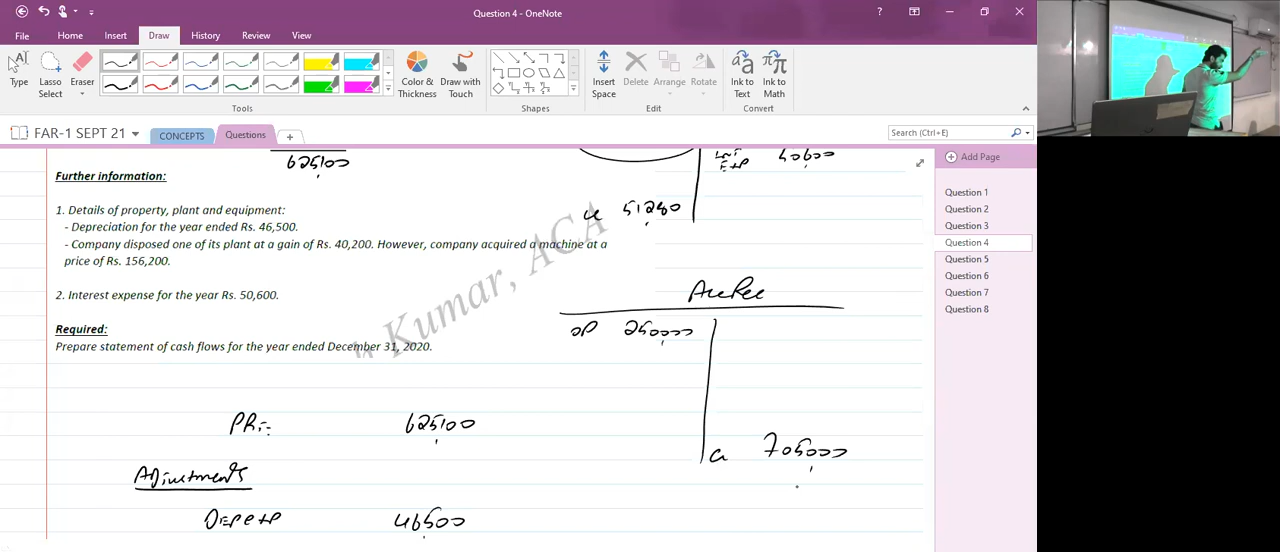 Question 4 - OneNote
File Home Insert Draw History Review View
Type Lasso Select Eraser Color & Thickness Draw with Touch Insert Space Delete Arrange Rotate Ink to Text Ink to Math
Tools Shapes Edit Convert
FAR-1 SEPT 21 CONCEPTS Questions Search (Ctrl+E)
Add Page
Question 1
Question 2
Question 3
Question 4
Question 5
Question 6
Question 7
Question 8
625100
Int Exp 50600
Further information:
1. Details of property, plant and equipment:
- Depreciation for the year ended Rs. 46,500.
- Company disposed one of its plant at a gain of Rs. 40,200. However, company acquired a machine at a
price of Rs. 156,200.
2. Interest expense for the year Rs. 50,600.
Required:
Prepare statement of cash flows for the year ended December 31, 2020.
Kumar, ACA
OP 250000
705000
625100
Adjustments
Dep exp 46500